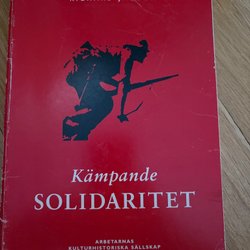 Kämpande
SOLIDARITET
ARBETARNAS
KULTURHISTORISKA SÄLLSKAP